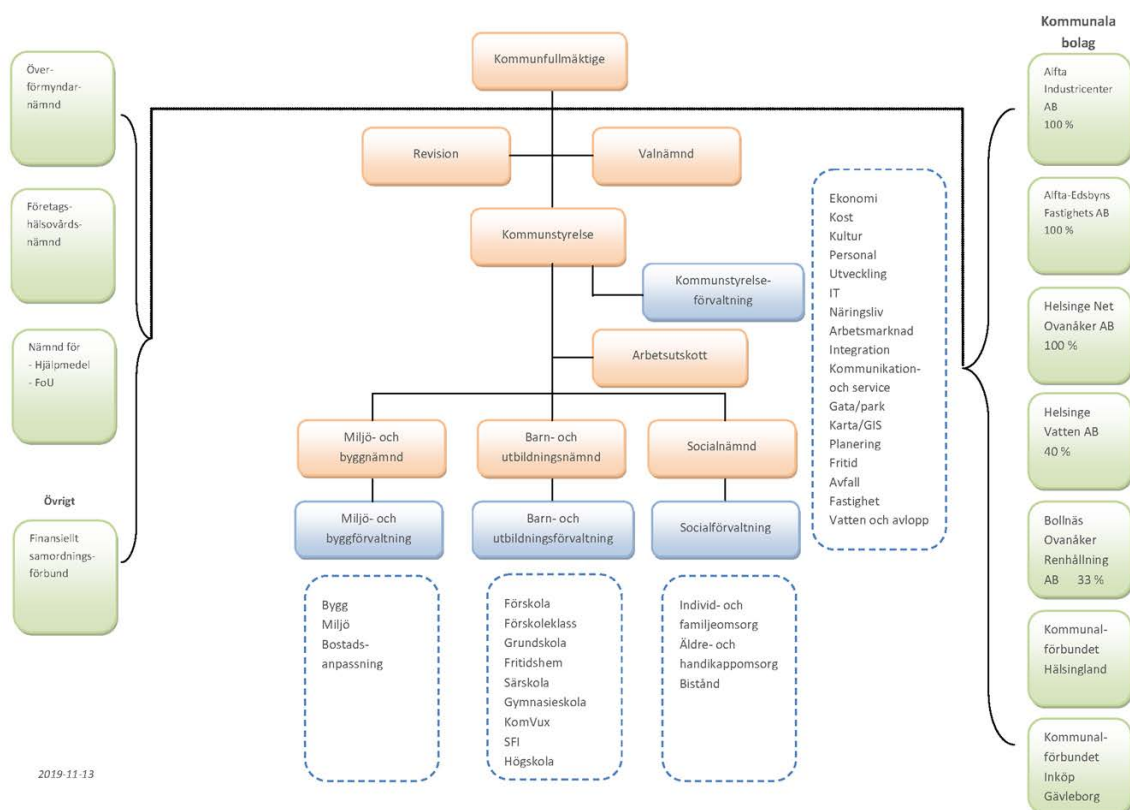 Kommunfullmäktige
Revision
Valnämnd
Kommunstyrelse
Kommunstyrelse-
förvaltning
Arbetsutskott
Miljö- och
byggnämnd
Barn- och
utbildningsnämnd
Socialnämnd
Miljö- och
byggförvaltning
Barn- och
utbildningsförvaltning
Socialförvaltning
Bygg
Miljö
Bostads-
anpassning
Förskola
Förskoleklass
Grundskola
Fritidshem
Särskola
Gymnasieskola
KomVux
SFI
Högskola
Individ- och
familjeomsorg
Äldre- och
handikappomsorg
Bistånd
Ekonomi
Kost
Kultur
Personal
Utveckling
IT
Näringsliv
Arbetsmarknad
Integration
Kommunikation-
och service
Gata/park
Karta/GIS
Planering
Fritid
Avfall
Fastighet
Vatten och avlopp
Över-
förmyndar-
nämnd
Företags-
hälsovårds-
nämnd
Nämnd för
- Hjälpmedel
- FoU
Övrigt
Finansiellt
samordnings-
förbund
2019-11-13
Kommunala
bolag
Alfta
Industricenter
AB
100 %
Alfta-Edsbyns
Fastighets AB
100 %
Helsinge Net
Ovanåker AB
100 %
Helsinge
Vatten AB
40 %
Bollnäs
Ovanåker
Renhållning
AB 33 %
Kommunal-
förbundet
Hälsingland
Kommunal-
förbundet
Inköp
Gävleborg